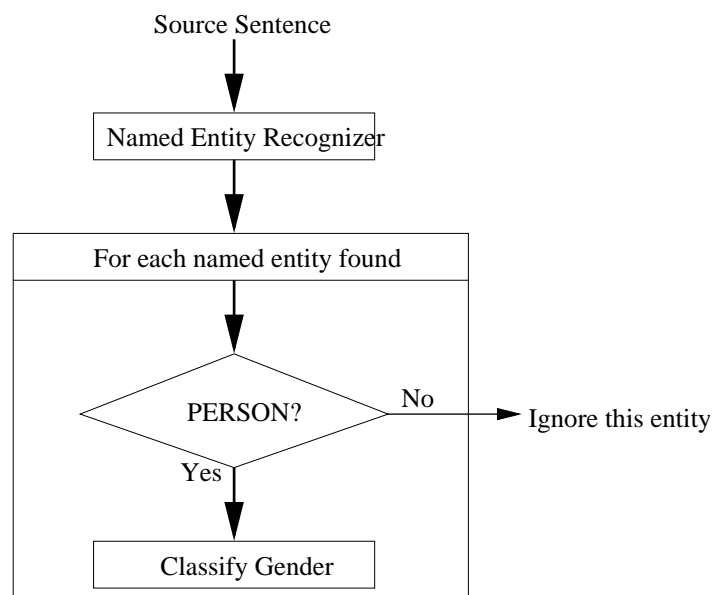 Source Sentence
Named Entity Recognizer
For each named entity found
PERSON?
No
Ignore this entity
Yes
Classify Gender